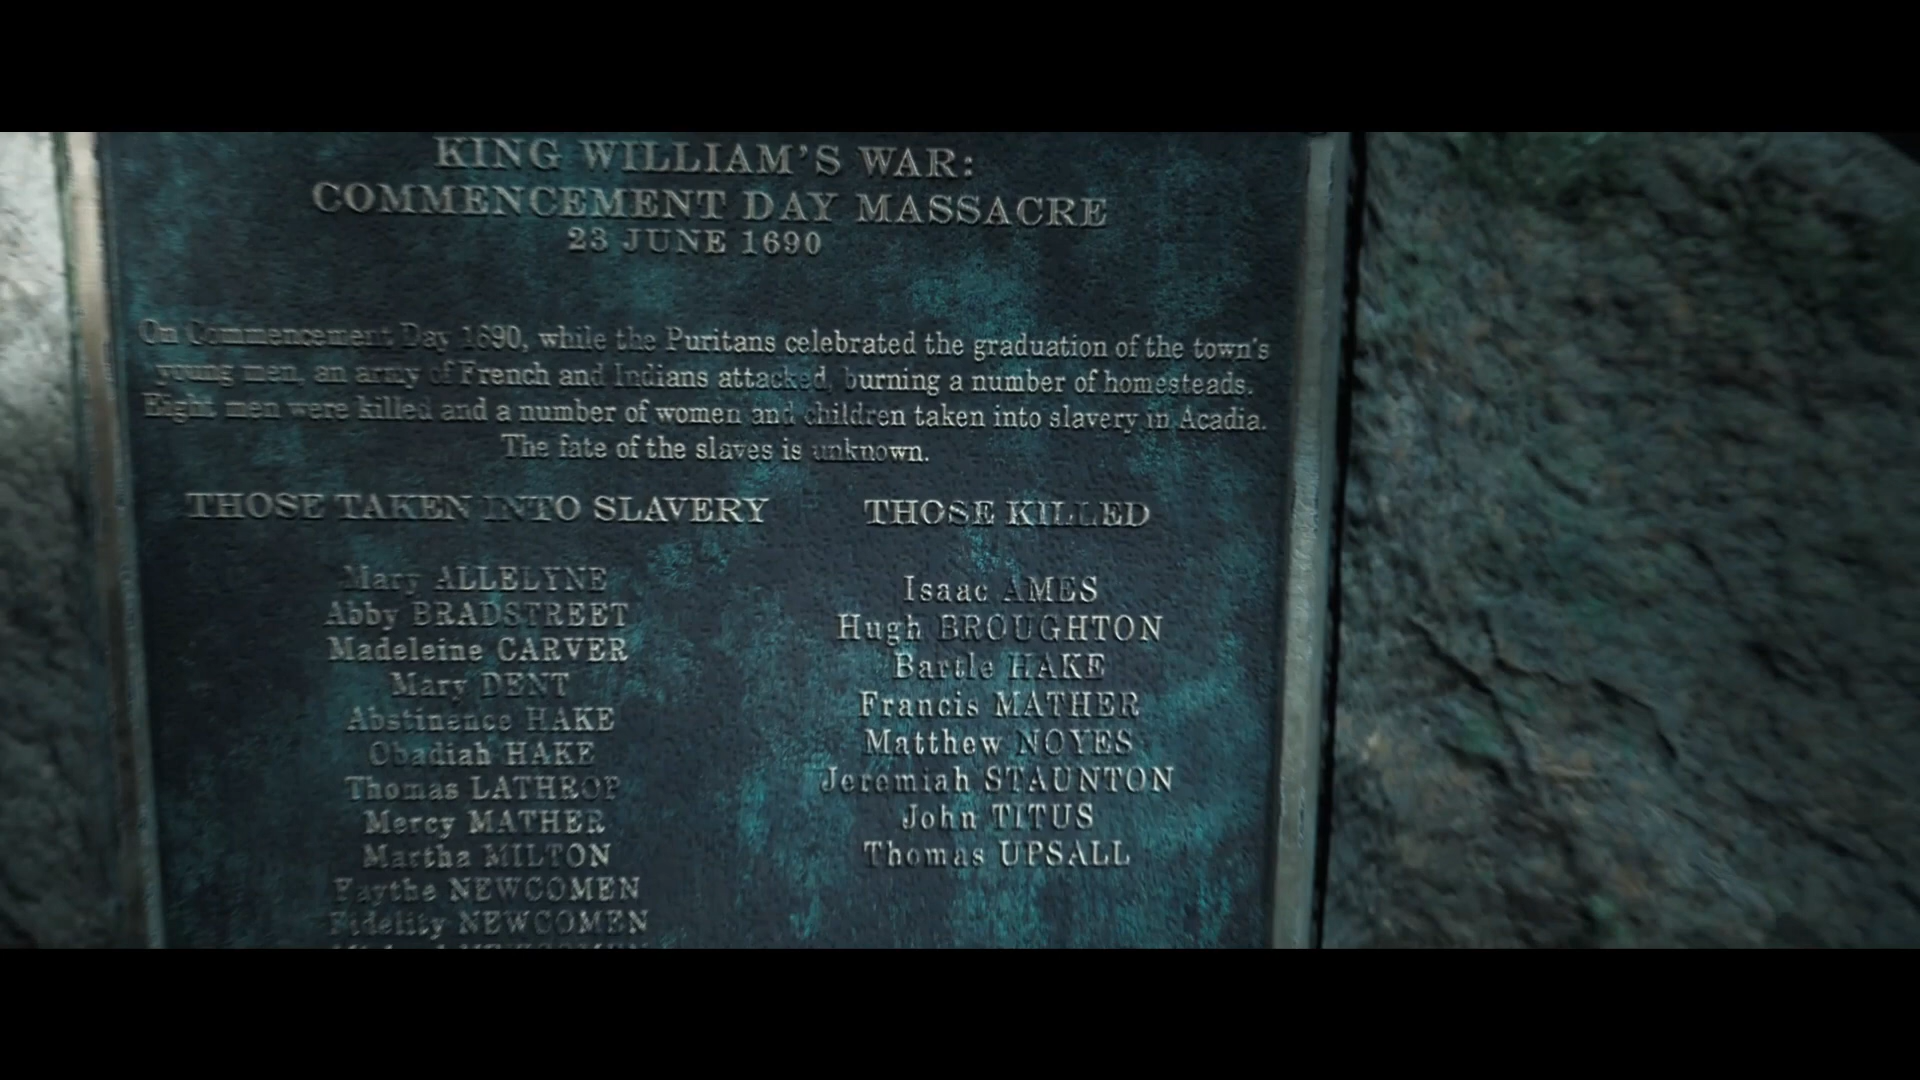 KING WILLIAM'S WAR:
COMMENCEMENT DAY MASSACRE
23 JUNE 1690
On Commencement Day 1690, while the Puritans celebrated the graduation of the town's
young men, an army of French and Indians attacked, burning a number of homesteads.
Eight men were killed and a number of women and children taken into slavery in Acadia.
The fate of the slaves is unknown.
THOSE TAKEN INTO SLAVERY
Mary ALLELYNE
Abby BRADSTREET
Madeleine CARVER
Mary DENT
Abstinence HAKE
Obadiah HAKE
Thomas LATHROP
Mercy MATHER
Martha MILTON
Faythe NEWCOMEN
Fidelity NEWCOMEN
THOSE KILLED
Isaac AMES
Hugh BROUGHTON
Bartle HAKE
Francis MATHER
Matthew NOYES
Jeremiah STAUNTON
John TITUS
Thomas UPSALL